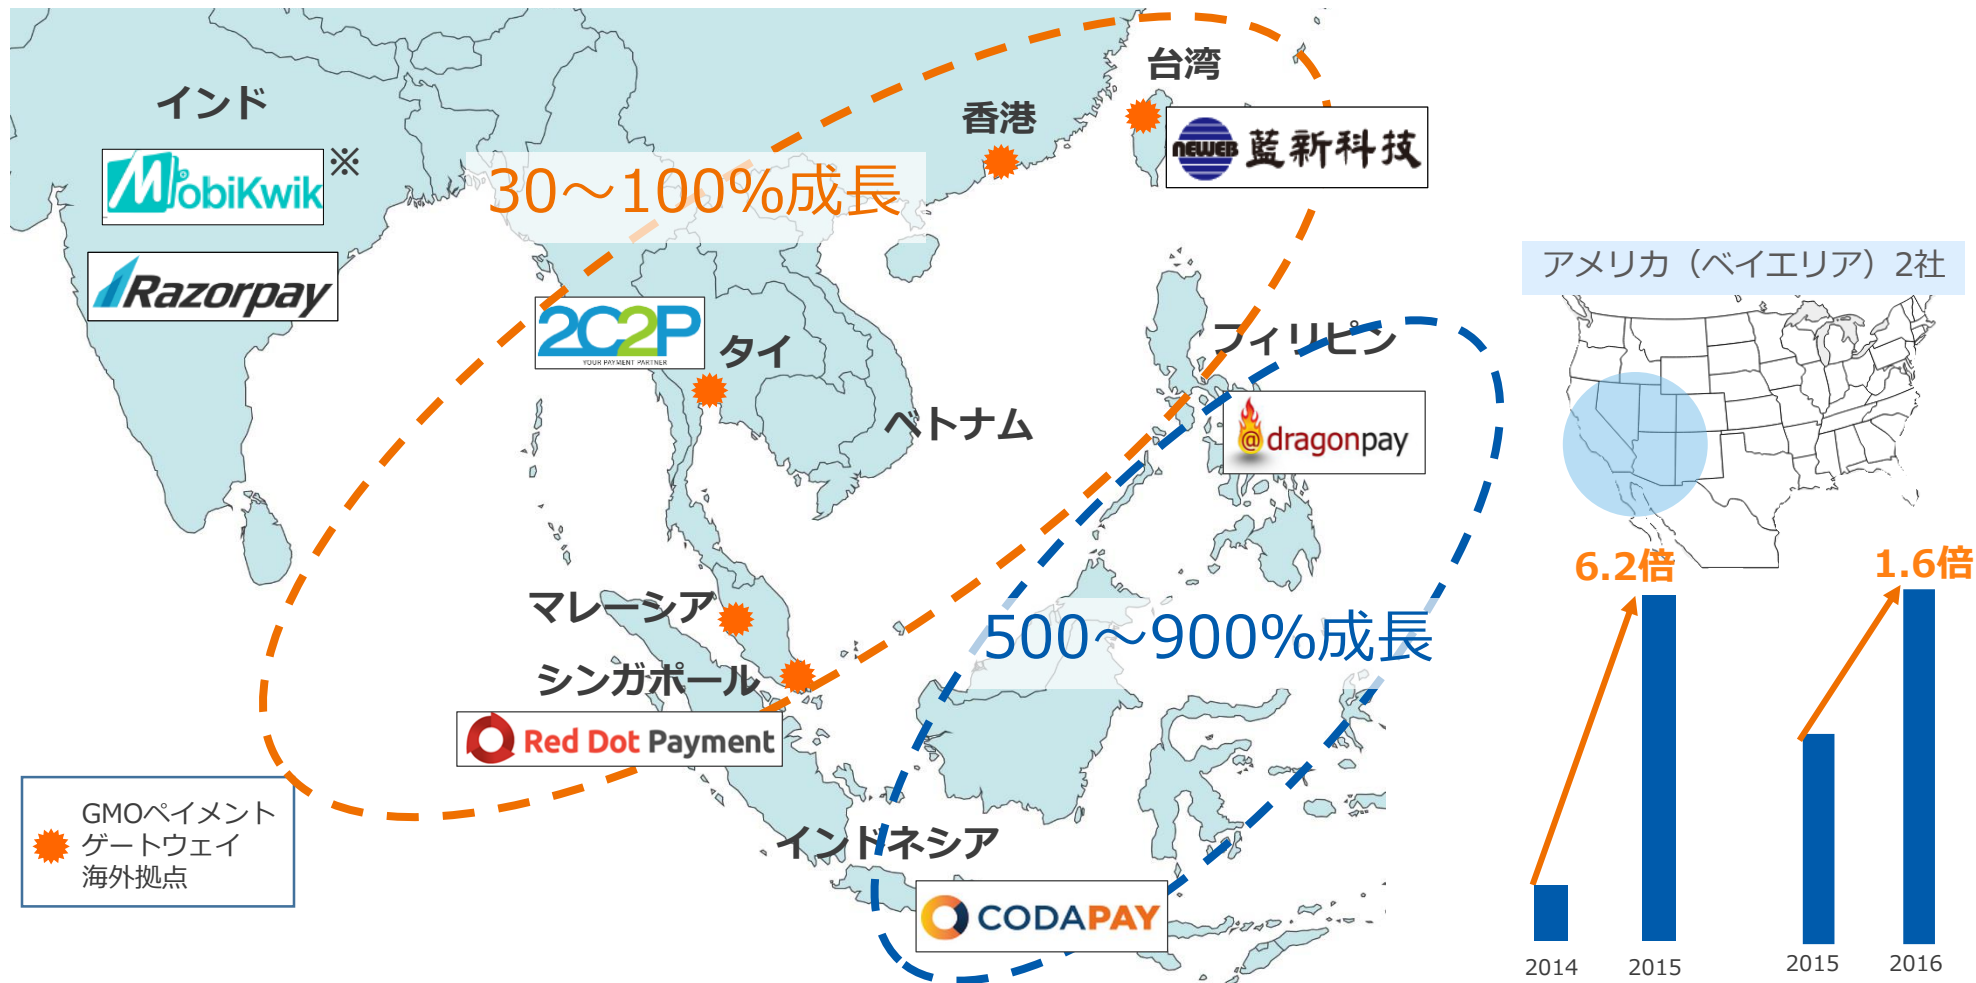 台湾
インド
香港
MobiKwik
※
NEWEB 藍新科技
30～100%成長
アメリカ（ベイエリア）2社
Razorpay
2C2P
YOUR PAYMENT PARTNER
タイ
フィリピン
ベトナム
@dragonpay
6.2倍
1.6倍
マレーシア
500～900%成長
シンガポール
Red Dot Payment
GMOペイメント
ゲートウェイ
海外拠点
インドネシア
CODAPAY
2014
2015
2015
2016